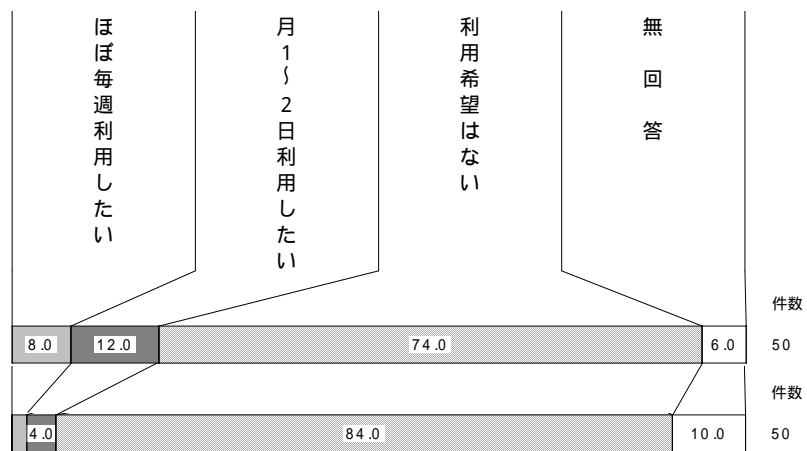 ほぼ毎週利用したい
月1～2日利用したい
利用希望はない
無回答
件数
8.0 12.0 74.0 6.0 50
件数
4.0 84.0 10.0 50